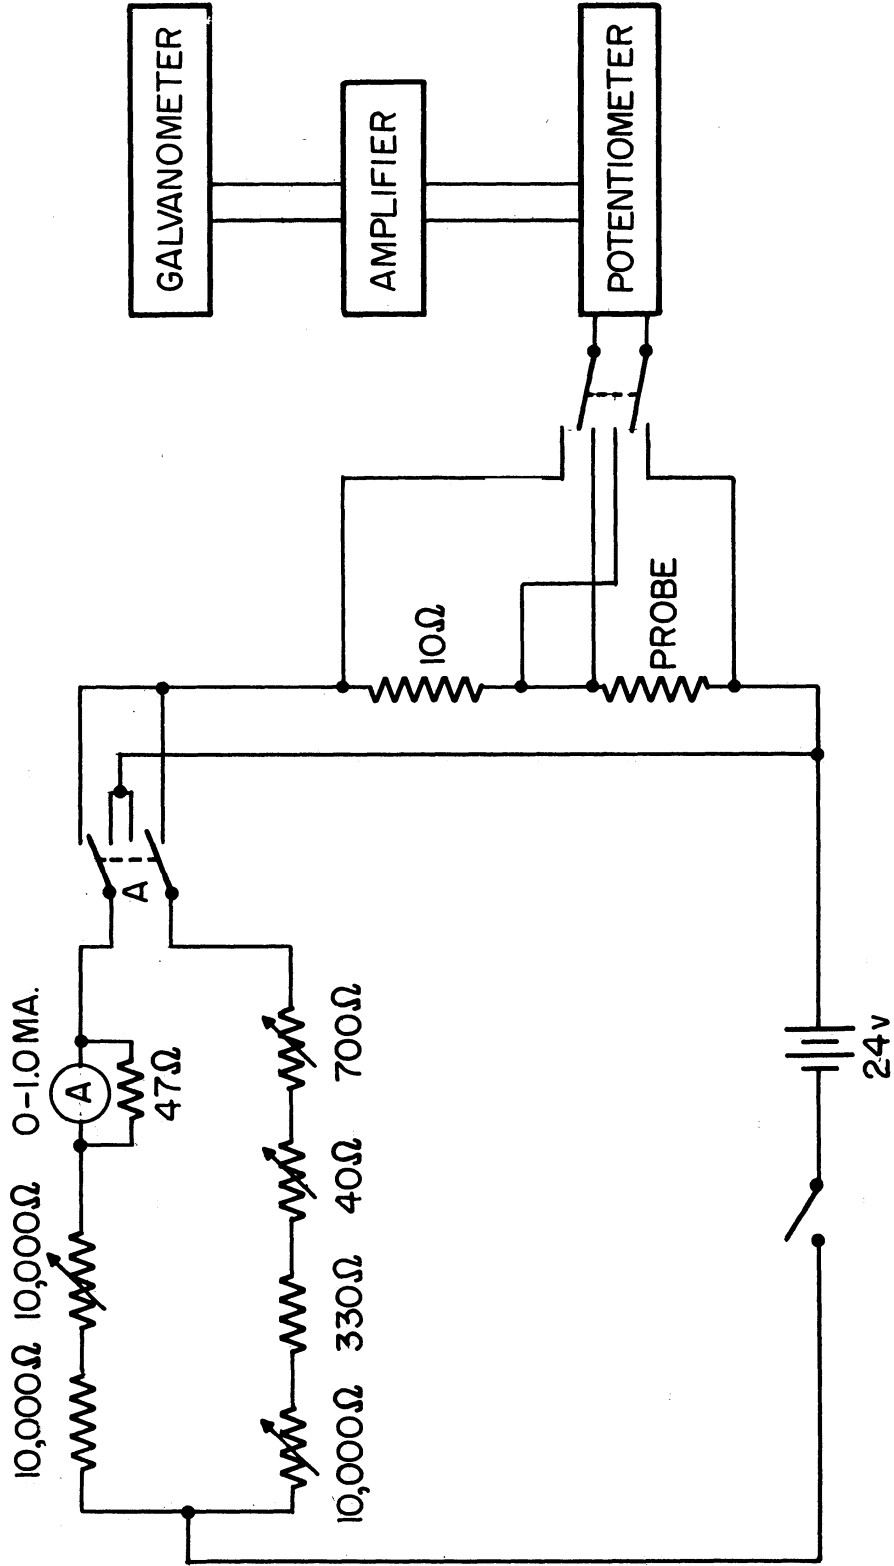 10,000Ω 10,000Ω 0-1.0 MA.
A
47Ω
A
10,000Ω 330Ω 40Ω 700Ω
10Ω
PROBE
24v
GALVANOMETER
AMPLIFIER
POTENTIOMETER